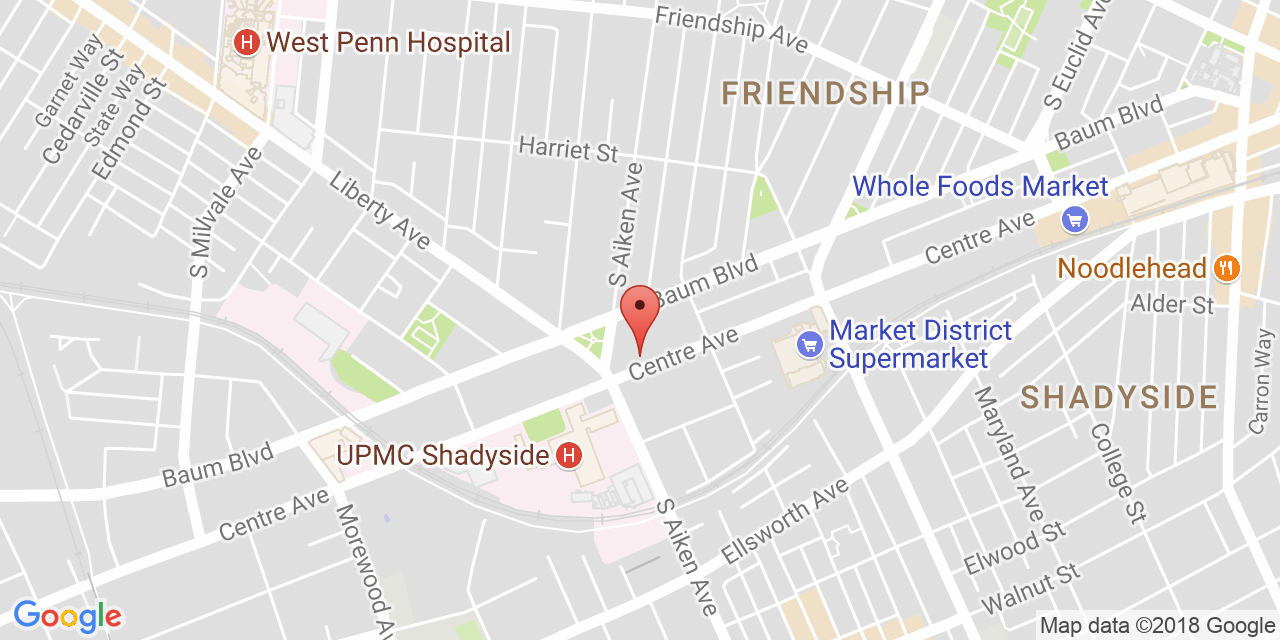 Friendship Ave
West Penn Hospital
Garnet Way
Cedarville St
State Way
Edmond St
S Euclid Ave
FRIENDSHIP
Baum Blvd
Harriet St
S Millvale Ave
Liberty Ave
S Aiken Ave
Whole Foods Market
Centre Ave
Noodlehead
Baum Blvd
Alder St
Market District
Supermarket
Centre Ave
SHADYSIDE
Carron Way
Maryland Ave
College St
UPMC Shadyside
Baum Blvd
Centre Ave
Morewood Av
S Aiken Ave
Ellsworth Ave
Elwood St
Walnut St
Google
Map data ©2018 Google